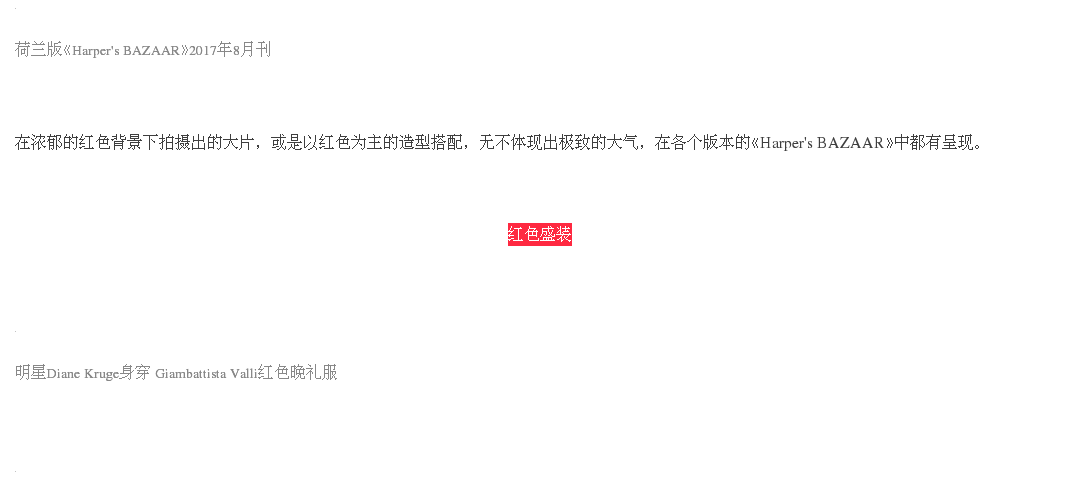 荷兰版《Harper's BAZAAR》2017年8月刊
在浓郁的红色背景下拍摄出的大片，或是以红色为主的造型搭配，无不体现出极致的大气，在各个版本的《Harper's BAZAAR》中都有呈现。
红色盛装
明星Diane Kruge身穿 Giambattista Valli红色晚礼服